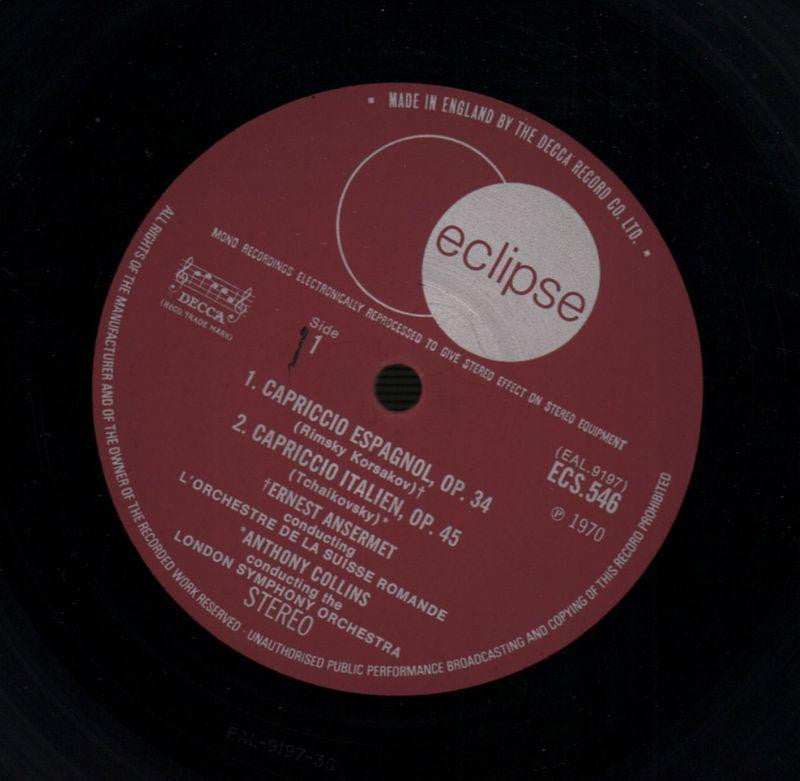 ▪ MADE IN ENGLAND BY THE DECCA RECORD CO. LTD. ▪
eclipse
MONO RECORDINGS ELECTRONICALLY REPROCESSED TO GIVE STEREO EFFECT ON STEREO EQUIPMENT
DECCA
(REGD. TRADE MARK)
Side
1
1. CAPRICCIO ESPAGNOL, OP. 34
(Rimsky Korsakov)†
2. CAPRICCIO ITALIEN, OP. 45
(Tchaikovsky)*
(EAL-9197)
ECS.546
℗ 1970
†ERNEST ANSERMET
conducting
L'ORCHESTRE DE LA SUISSE ROMANDE
*ANTHONY COLLINS
conducting the
LONDON SYMPHONY ORCHESTRA
STEREO
ALL RIGHTS OF THE MANUFACTURER AND OF THE OWNER OF THE RECORDED WORK RESERVED · UNAUTHORISED PUBLIC PERFORMANCE BROADCASTING AND COPYING OF THIS RECORD PROHIBITED
EAL-9197-3G